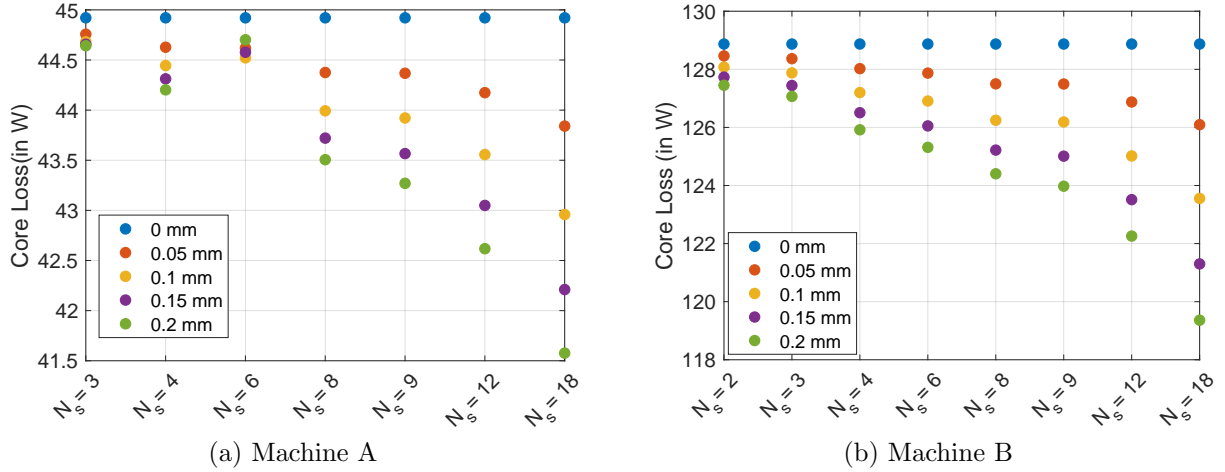 45
44.5
44
43.5
43
42.5
42
41.5
Core Loss(in W)
0 mm
0.05 mm
0.1 mm
0.15 mm
0.2 mm
N_s = 3
N_s = 4
N_s = 6
N_s = 8
N_s = 9
N_s = 12
N_s = 18
(a) Machine A
130
128
126
124
122
120
118
Core Loss (in W)
0 mm
0.05 mm
0.1 mm
0.15 mm
0.2 mm
N_s = 2
N_s = 3
N_s = 4
N_s = 6
N_s = 8
N_s = 9
N_s = 12
N_s = 18
(b) Machine B